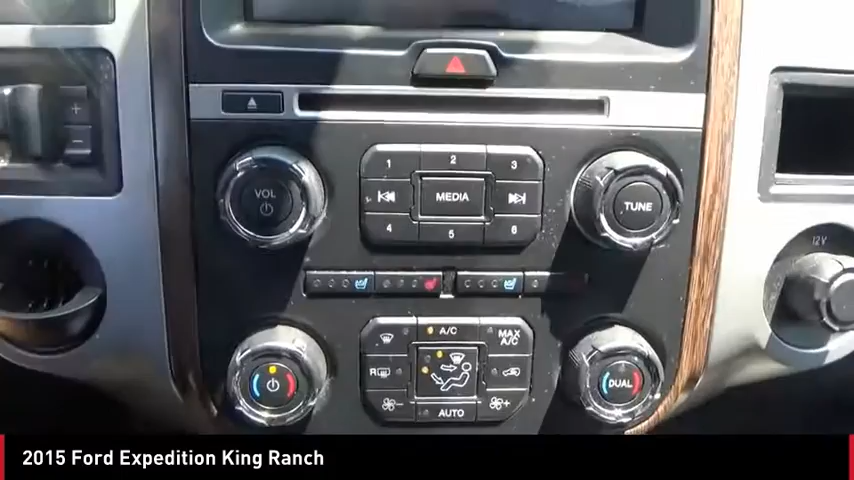 1 2 3
VOL
MEDIA
TUNE
4 5 6
12V
A/C
MAX
A/C
R
DUAL
AUTO
2015 Ford Expedition King Ranch